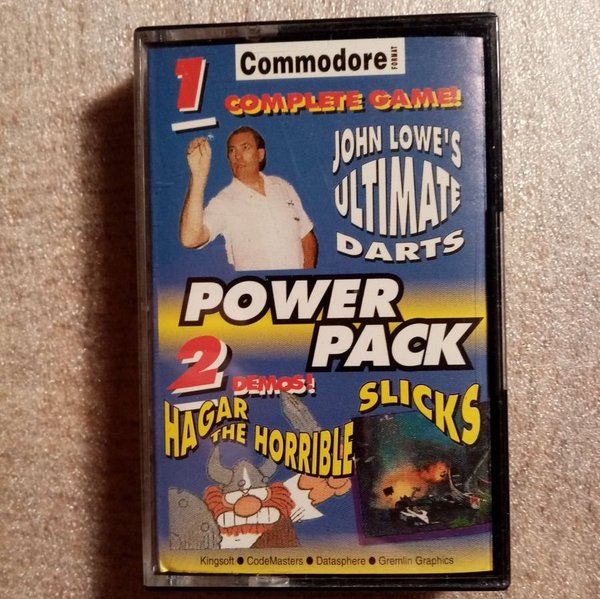 Commodore
FORMAT
1
COMPLETE GAME!
JOHN LOWE'S
ULTIMATE
DARTS
POWER
PACK
2
DEMOS!
HAGAR
THE HORRIBLE
SLICKS
Kingsoft ● CodeMasters ● Datasphere ● Gremlin Graphics